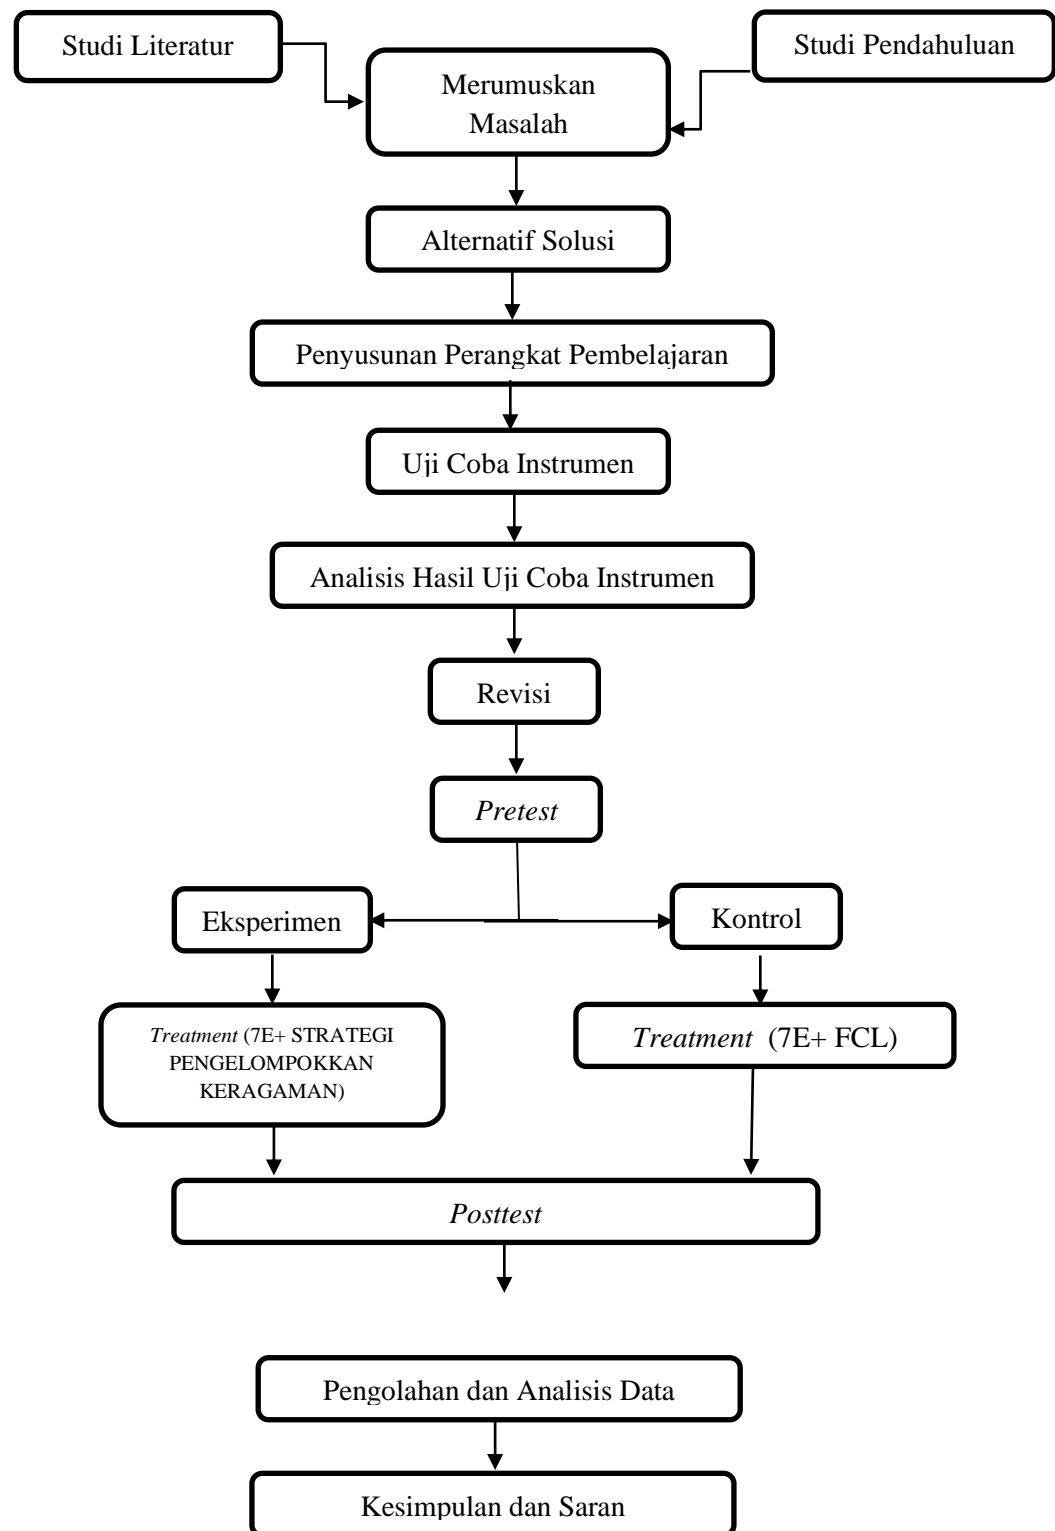 Studi Literatur
Studi Pendahuluan
Merumuskan
Masalah
Alternatif Solusi
Penyusunan Perangkat Pembelajaran
Uji Coba Instrumen
Analisis Hasil Uji Coba Instrumen
Revisi
Pretest
Eksperimen
Kontrol
Treatment (7E+ STRATEGI
PENGELOMPOKKAN
KERAGAMAN)
Treatment (7E+ FCL)
Posttest
Pengolahan dan Analisis Data
Kesimpulan dan Saran